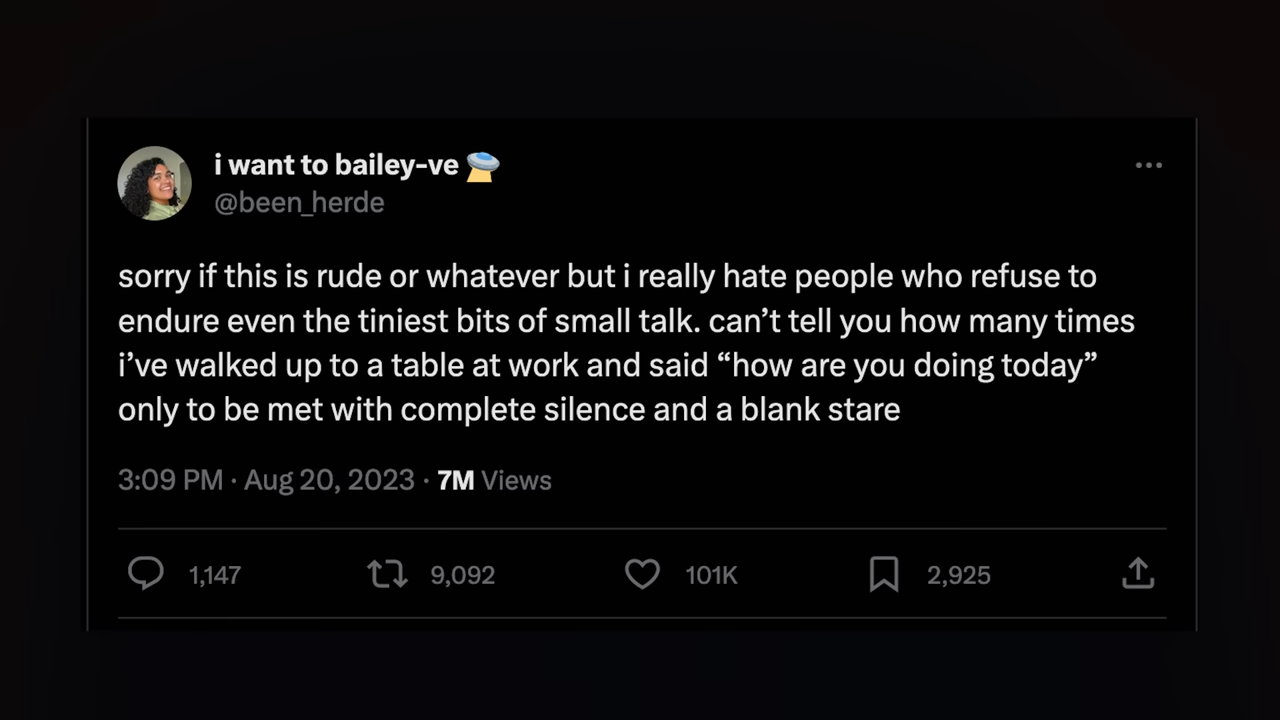 i want to bailey-ve 🛸
@been_herde
sorry if this is rude or whatever but i really hate people who refuse to
endure even the tiniest bits of small talk. can’t tell you how many times
i’ve walked up to a table at work and said “how are you doing today”
only to be met with complete silence and a blank stare
3:09 PM · Aug 20, 2023 · 7M Views
1,147 9,092 101K 2,925